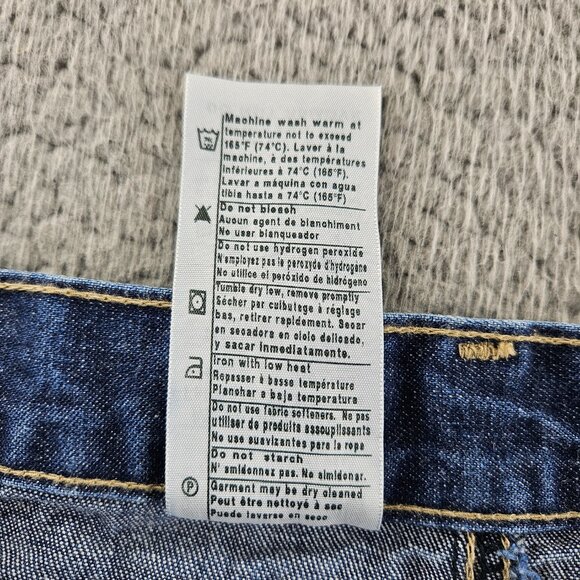 Machine wash warm at
temperature not to exceed
165°F (74°C). Laver à la
machine, à des températures
inférieures à 74°C (165°F)
Lavar a máquina con agua
tibia hasta a 74°C (165°F)
Do not bleach
Aucun agent de blanchiment
No usar blanqueador
Do not use hydrogen peroxide
N'employez pas le peroxyde d'hydrogène
No utilice el peróxido de hidrógeno
Tumble dry low, remove promptly
Sécher par culbutage à réglage
bas, retirer rapidement. Secar
en secadora en ciclo delicado,
y sacar inmediatamente.
Iron with low heat
Repasser à basse température
Planchar a baja temperatura
Do not use fabric softeners. Ne pas
utiliser de produits assouplissants
No use suavizantes para la ropa
Do not starch
N' amidonnez pas. No almidonar.
P
Garment may be dry cleaned
Peut être nettoyé à sec
Puede lavarse en seco